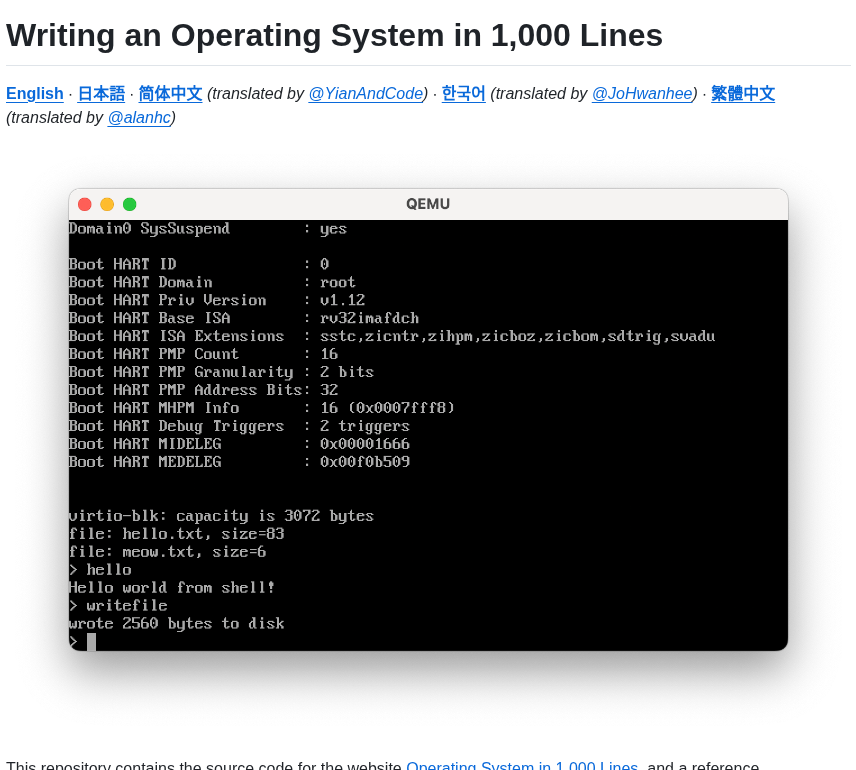 Writing an Operating System in 1,000 Lines
English · 日本語 · 简体中文 (translated by @YianAndCode) · 한국어 (translated by @JoHwanhee) · 繁體中文
(translated by @alanhc)
QEMU
Domain0 SysSuspend : yes
Boot HART ID : 0
Boot HART Domain : root
Boot HART Priv Version : v1.12
Boot HART Base ISA : rv32imafdch
Boot HART ISA Extensions : sstc,zicntr,zihpm,zicboz,zicbom,sdtrig,svadu
Boot HART PMP Count : 16
Boot HART PMP Granularity : 2 bits
Boot HART PMP Address Bits: 32
Boot HART MHPM Info : 16 (0x0007fff8)
Boot HART Debug Triggers : 2 triggers
Boot HART MIDELEG : 0x00001666
Boot HART MEDELEG : 0x00f0b509
virtio-blk: capacity is 3072 bytes
file: hello.txt, size=83
file: meow.txt, size=6
> hello
Hello world from shell!
> writefile
wrote 2560 bytes to disk
>
This repository contains the source code for the website Operating System in 1,000 Lines, and a reference